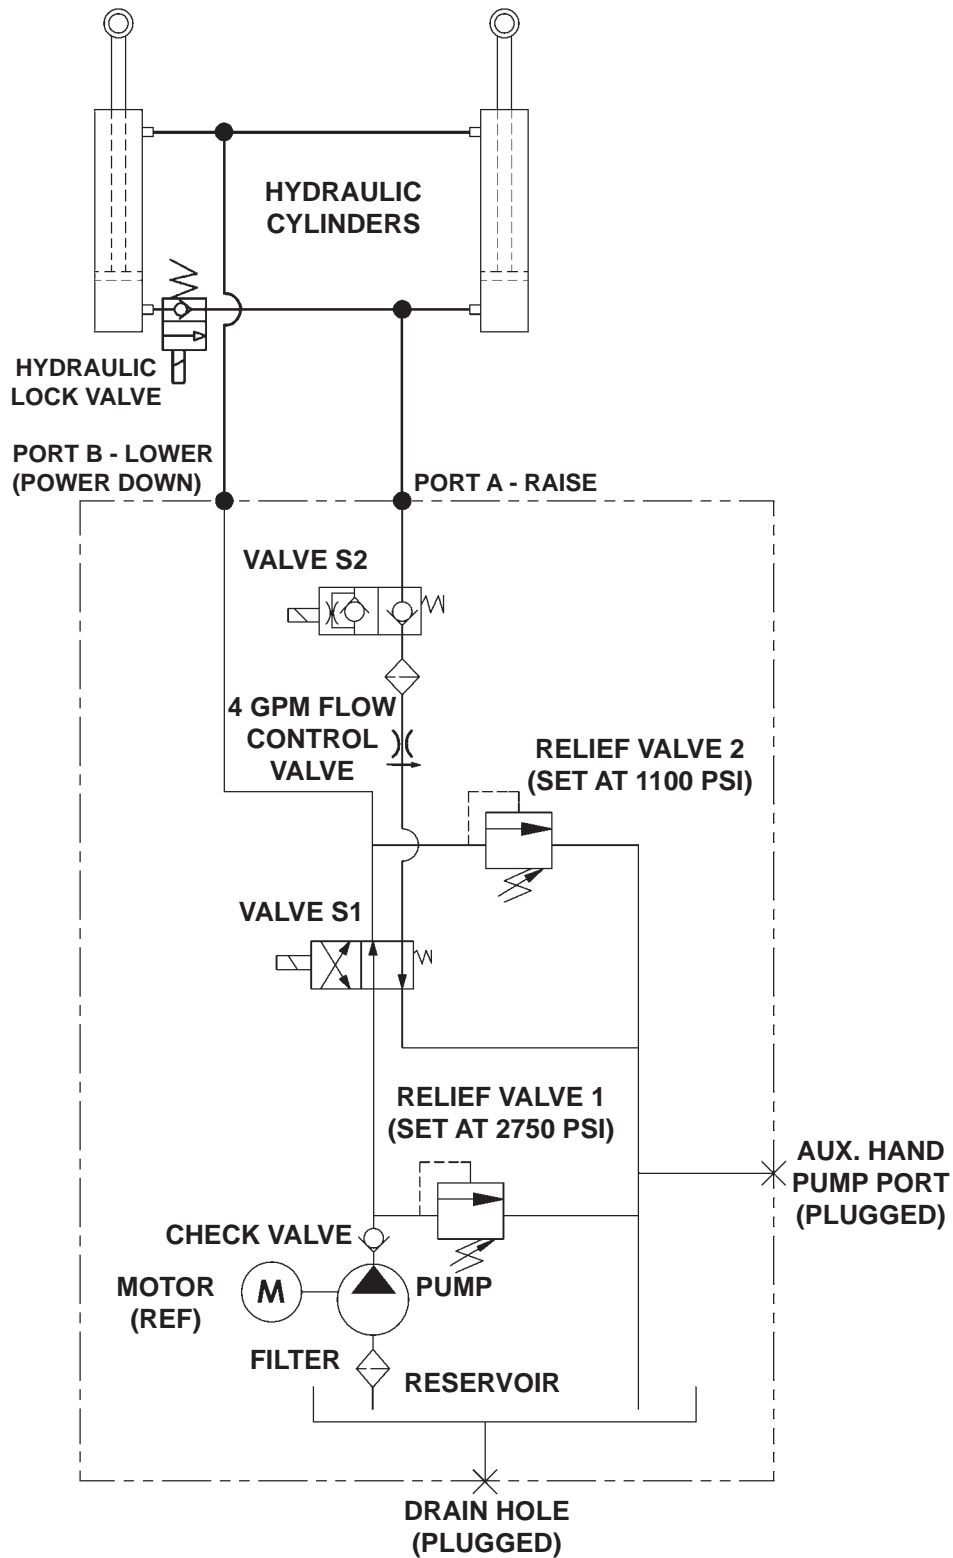 HYDRAULIC
CYLINDERS
HYDRAULIC
LOCK VALVE
PORT B - LOWER
(POWER DOWN)
PORT A - RAISE
VALVE S2
4 GPM FLOW
CONTROL
VALVE
RELIEF VALVE 2
(SET AT 1100 PSI)
VALVE S1
RELIEF VALVE 1
(SET AT 2750 PSI)
AUX. HAND
PUMP PORT
(PLUGGED)
CHECK VALVE
MOTOR
(REF)
M
PUMP
FILTER
RESERVOIR
DRAIN HOLE
(PLUGGED)